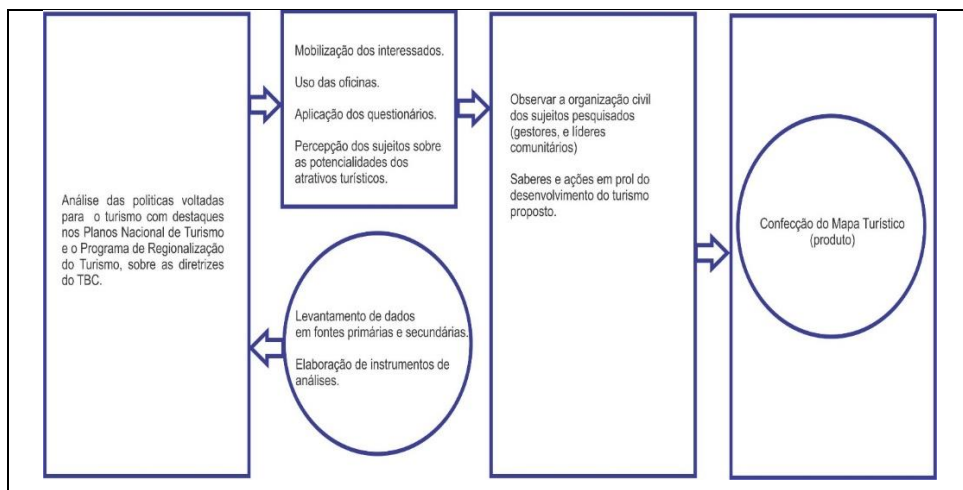 Análise das politicas voltadas
para o turismo com destaques
nos Planos Nacional de Turismo
e o Programa de Regionalização
do Turismo, sobre as diretrizes
do TBC.
Mobilização dos interessados.
Uso das oficinas.
Aplicação dos questionários.
Percepção dos sujeitos sobre
as potencialidades dos
atrativos turísticos.
Levantamento de dados
em fontes primárias e secundárias.
Elaboração de instrumentos de
análises.
Observar a organização civil
dos sujeitos pesquisados
(gestores, e líderes
comunitários)
Saberes e ações em prol do
desenvolvimento do turismo
proposto.
Confecção do Mapa Turístico
(produto)